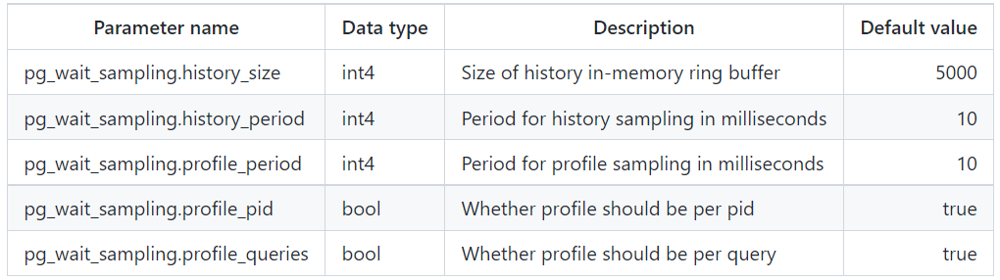 Parameter name Data type Description Default value
pg_wait_sampling.history_size int4 Size of history in-memory ring buffer 5000
pg_wait_sampling.history_period int4 Period for history sampling in milliseconds 10
pg_wait_sampling.profile_period int4 Period for profile sampling in milliseconds 10
pg_wait_sampling.profile_pid bool Whether profile should be per pid true
pg_wait_sampling.profile_queries bool Whether profile should be per query true